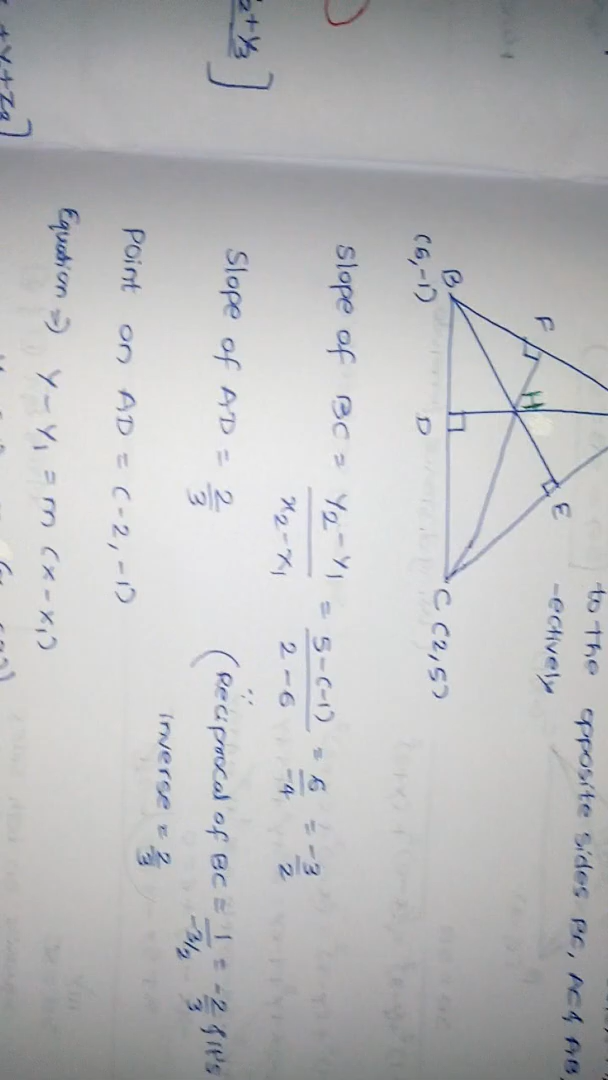 to the opposite sides BC, AC & AB
-ectively
F
H
E
B
D
C (2,5)
(6,-1)
Slope of BC = y₂-y₁ / x₂-x₁ = 5-(-1) / 2-6 = 6/-4 = -3/2
Slope of AD = 2/3 (∵ Reciprocal of BC = 1/-3/2 = -2/3 & its
inverse = 2/3
Point on AD = (-2,-1)
Equation ⇒ y-y₁ = m(x-x₁)